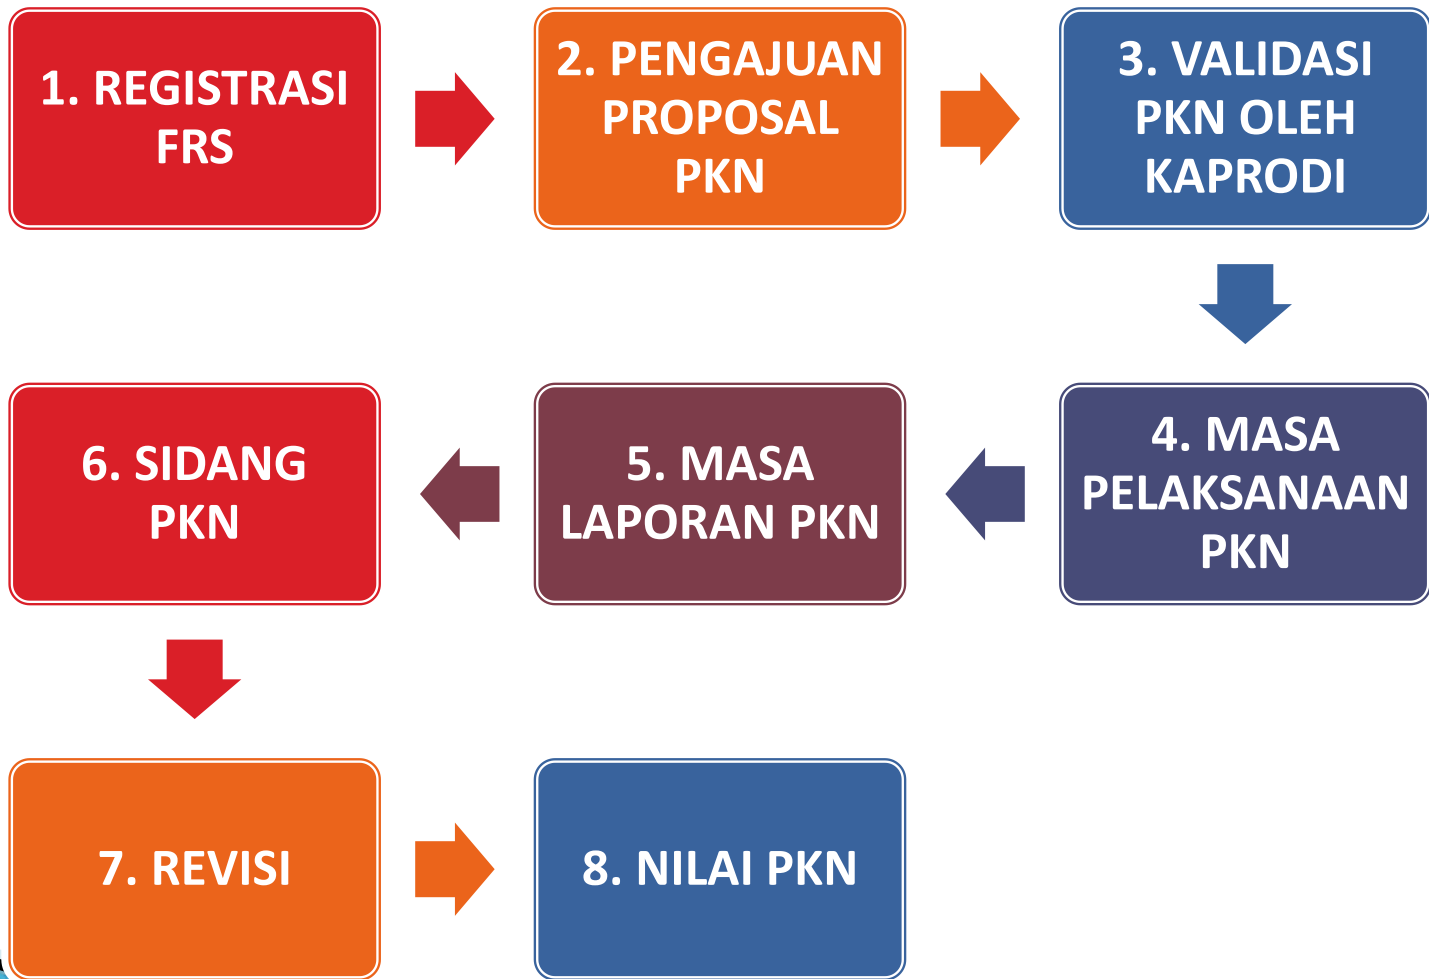 1. REGISTRASI
FRS
2. PENGAJUAN
PROPOSAL
PKN
3. VALIDASI
PKN OLEH
KAPRODI
4. MASA
PELAKSANAAN
PKN
5. MASA
LAPORAN PKN
6. SIDANG
PKN
7. REVISI
8. NILAI PKN